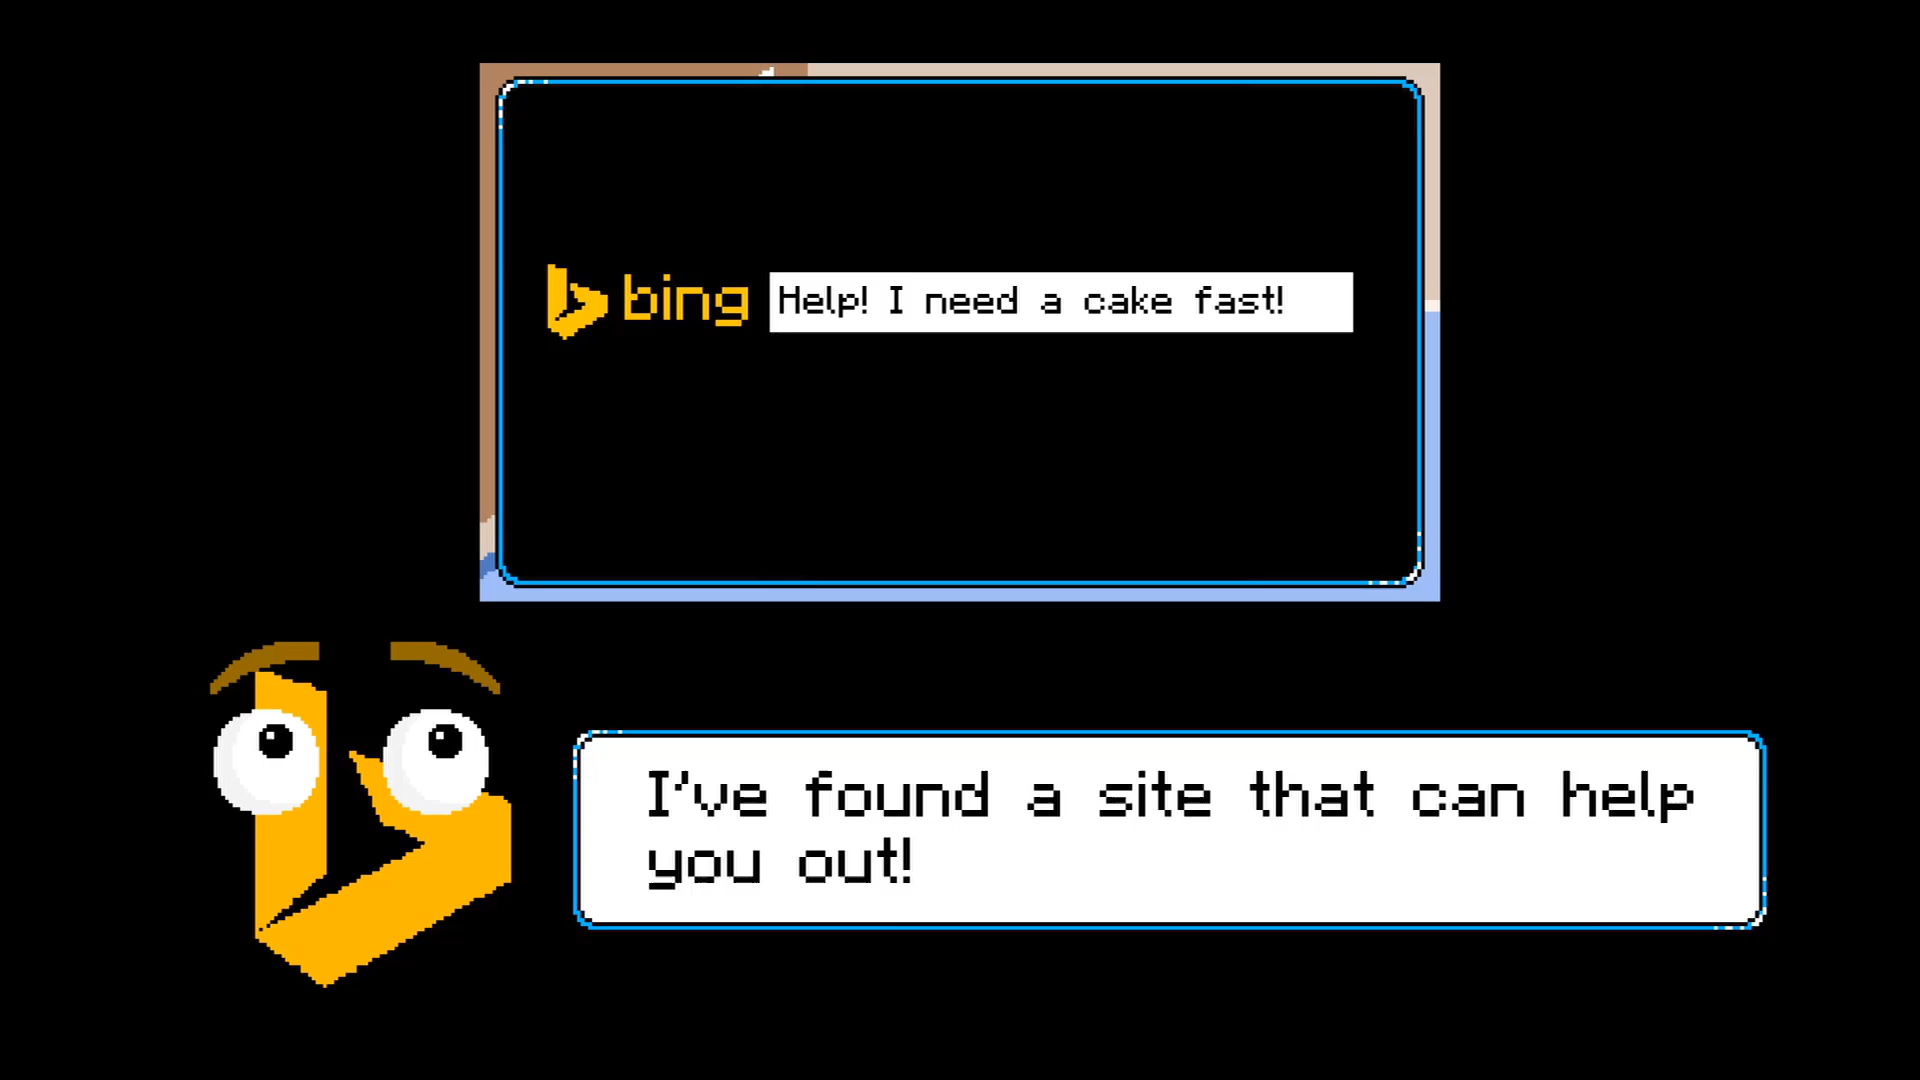 bing
Help! I need a cake fast!
I've found a site that can help
you out!